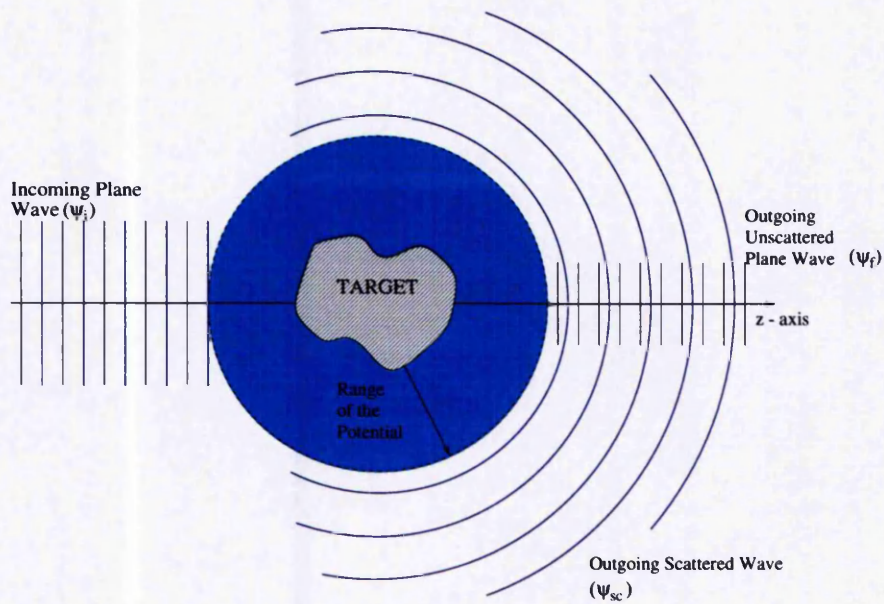 Incoming Plane
Wave (Ψi)
TARGET
Range
of the
Potential
Outgoing
Unscattered
Plane Wave (Ψf)
z - axis
Outgoing Scattered Wave
(Ψsc)